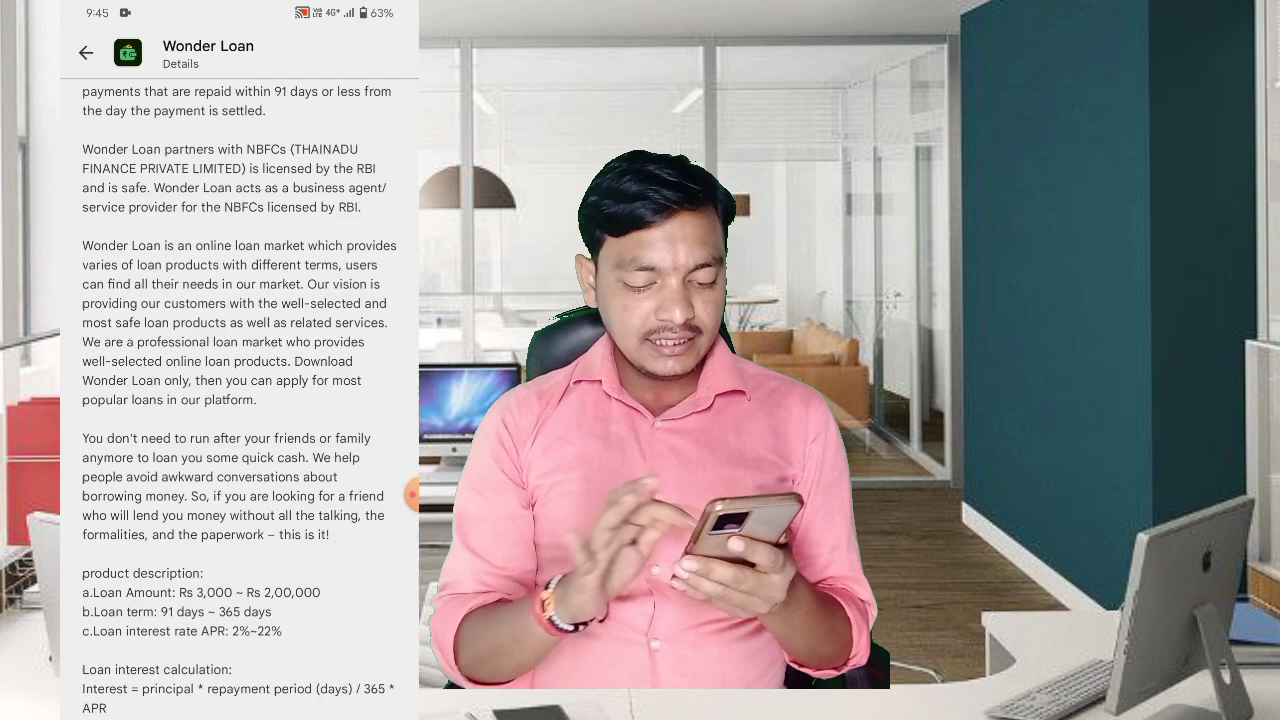 9:45
4G+
63%
Wonder Loan
Details
payments that are repaid within 91 days or less from
the day the payment is settled.
Wonder Loan partners with NBFCs (THAINADU
FINANCE PRIVATE LIMITED) is licensed by the RBI
and is safe. Wonder Loan acts as a business agent/
service provider for the NBFCs licensed by RBI.
Wonder Loan is an online loan market which provides
varies of loan products with different terms, users
can find all their needs in our market. Our vision is
providing our customers with the well-selected and
most safe loan products as well as related services.
We are a professional loan market who provides
well-selected online loan products. Download
Wonder Loan only, then you can apply for most
popular loans in our platform.
You don't need to run after your friends or family
anymore to loan you some quick cash. We help
people avoid awkward conversations about
borrowing money. So, if you are looking for a friend
who will lend you money without all the talking, the
formalities, and the paperwork – this is it!
product description:
a.Loan Amount: Rs 3,000 ~ Rs 2,00,000
b.Loan term: 91 days ~ 365 days
c.Loan interest rate APR: 2%~22%
Loan interest calculation:
Interest = principal * repayment period (days) / 365 *
APR